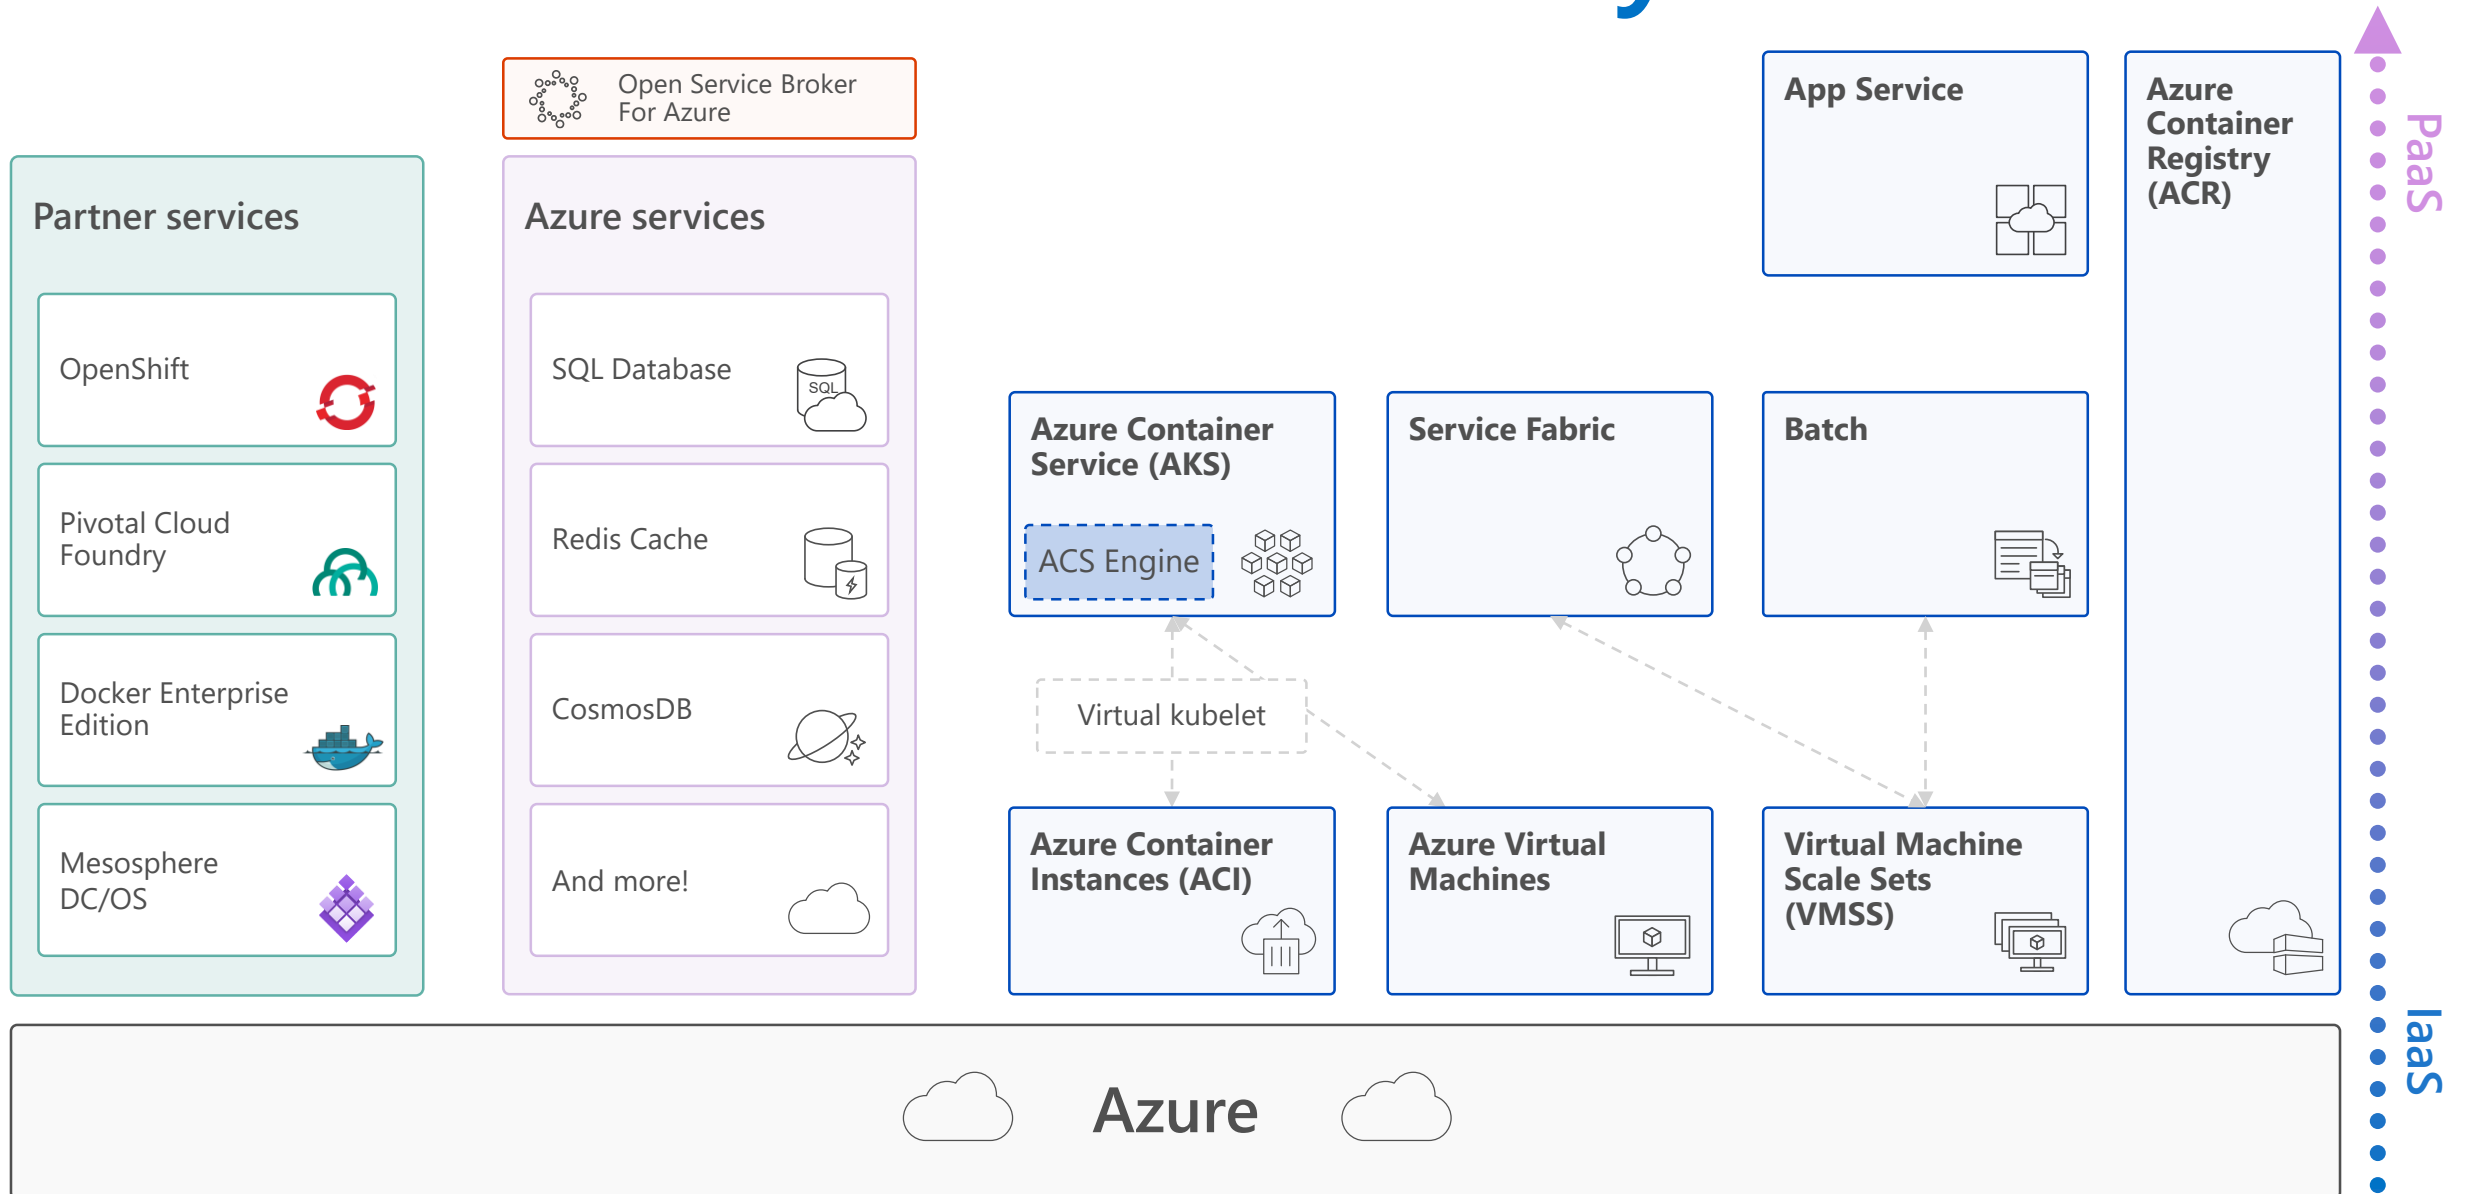 Open Service Broker
For Azure
Partner services
OpenShift
Pivotal Cloud
Foundry
Docker Enterprise
Edition
Mesosphere
DC/OS
Azure services
SQL Database
SQL
Redis Cache
CosmosDB
And more!
App Service
Azure
Container
Registry
(ACR)
Azure Container
Service (AKS)
ACS Engine
Service Fabric
Batch
Virtual kubelet
Azure Container
Instances (ACI)
Azure Virtual
Machines
Virtual Machine
Scale Sets
(VMSS)
PaaS
IaaS
Azure